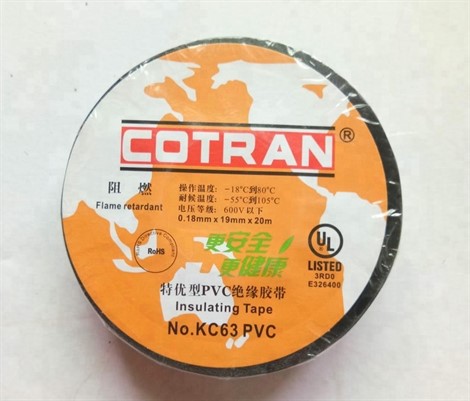 COTRAN®
阻燃
Flame retardant
操作温度: -18℃到80℃
耐候温度: -55℃到105℃
电压等级: 600V以下
0.18mm x 19mm x 20m
RoHS
更安全
更健康
UL
LISTED
3RD0
E326400
特优型PVC绝缘胶带
Insulating Tape
No.KC63 PVC